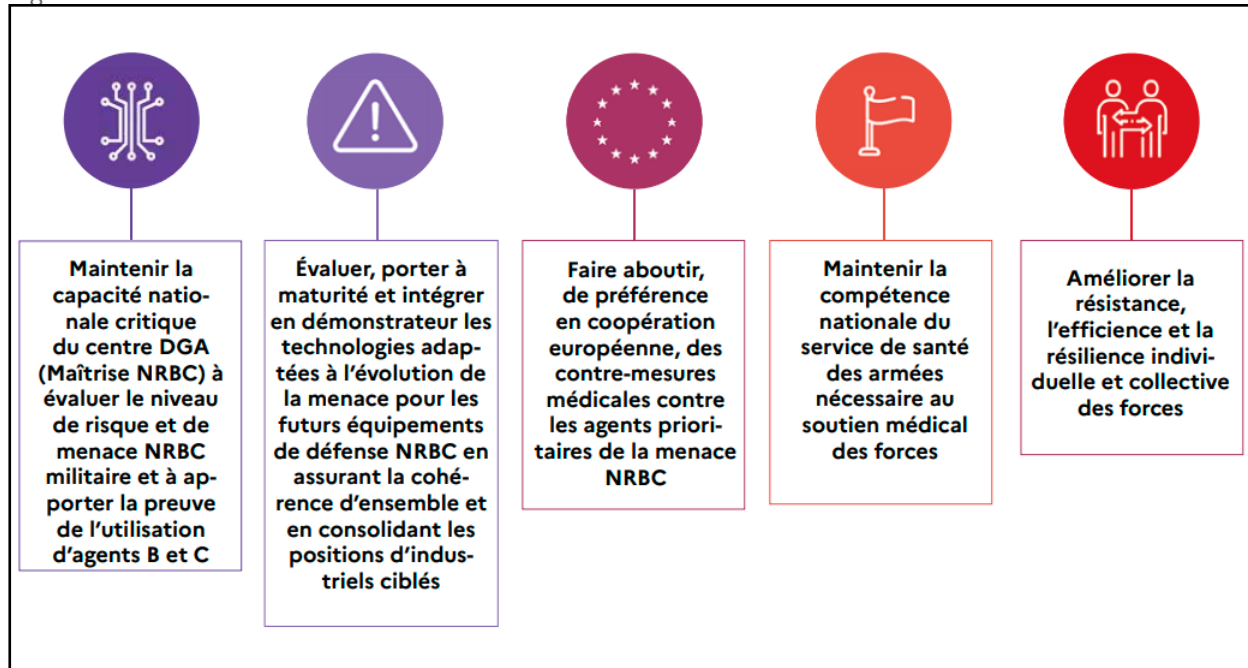 Maintenir la
capacité natio-
nale critique
du centre DGA
(Maîtrise NRBC) à
évaluer le niveau
de risque et de
menace NRBC
militaire et à ap-
porter la preuve
de l’utilisation
d’agents B et C
Évaluer, porter à
maturité et intégrer
en démonstrateur les
technologies adap-
tées à l’évolution de
la menace pour les
futurs équipements
de défense NRBC en
assurant la cohé-
rence d’ensemble et
en consolidant les
positions d’indus-
triels ciblés
Faire aboutir,
de préférence
en coopération
européenne, des
contre-mesures
médicales contre
les agents priori-
taires de la menace
NRBC
Maintenir la
compétence
nationale du
service de santé
des armées
nécessaire au
soutien médical
des forces
Améliorer la
résistance,
l’efficience et la
résilience indivi-
duelle et collective
des forces